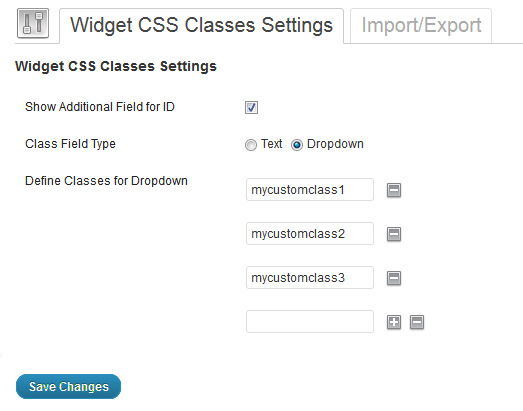 Widget CSS Classes Settings Import/Export
Widget CSS Classes Settings
Show Additional Field for ID
Class Field Type Text Dropdown
Define Classes for Dropdown mycustomclass1
mycustomclass2
mycustomclass3
Save Changes